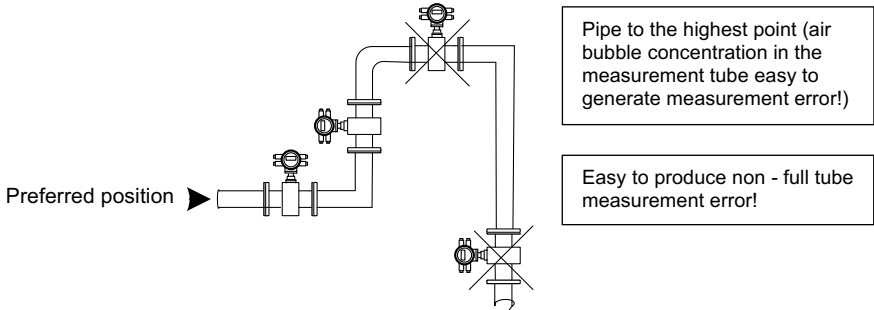 Pipe to the highest point (air
bubble concentration in the
measurement tube easy to
generate measurement error!)
Easy to produce non - full tube
measurement error!
Preferred position